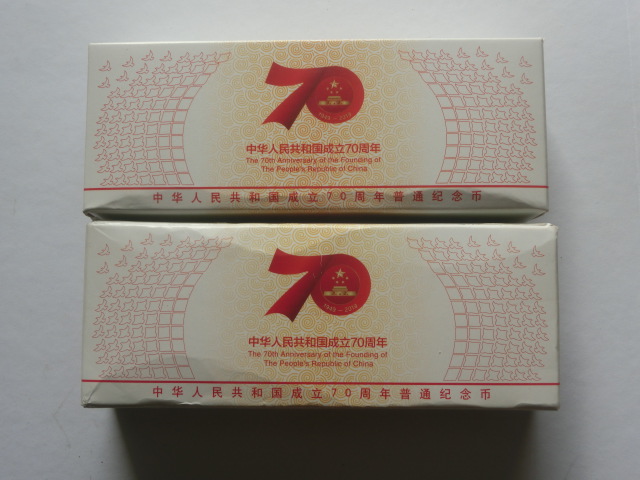 70
1949-2019
中华人民共和国成立70周年
The 70th Anniversary of the Founding of
The People's Republic of China
中华人民共和国成立70周年普通纪念币
70
1949-2019
中华人民共和国成立70周年
The 70th Anniversary of the Founding of
The People's Republic of China
中华人民共和国成立70周年普通纪念币